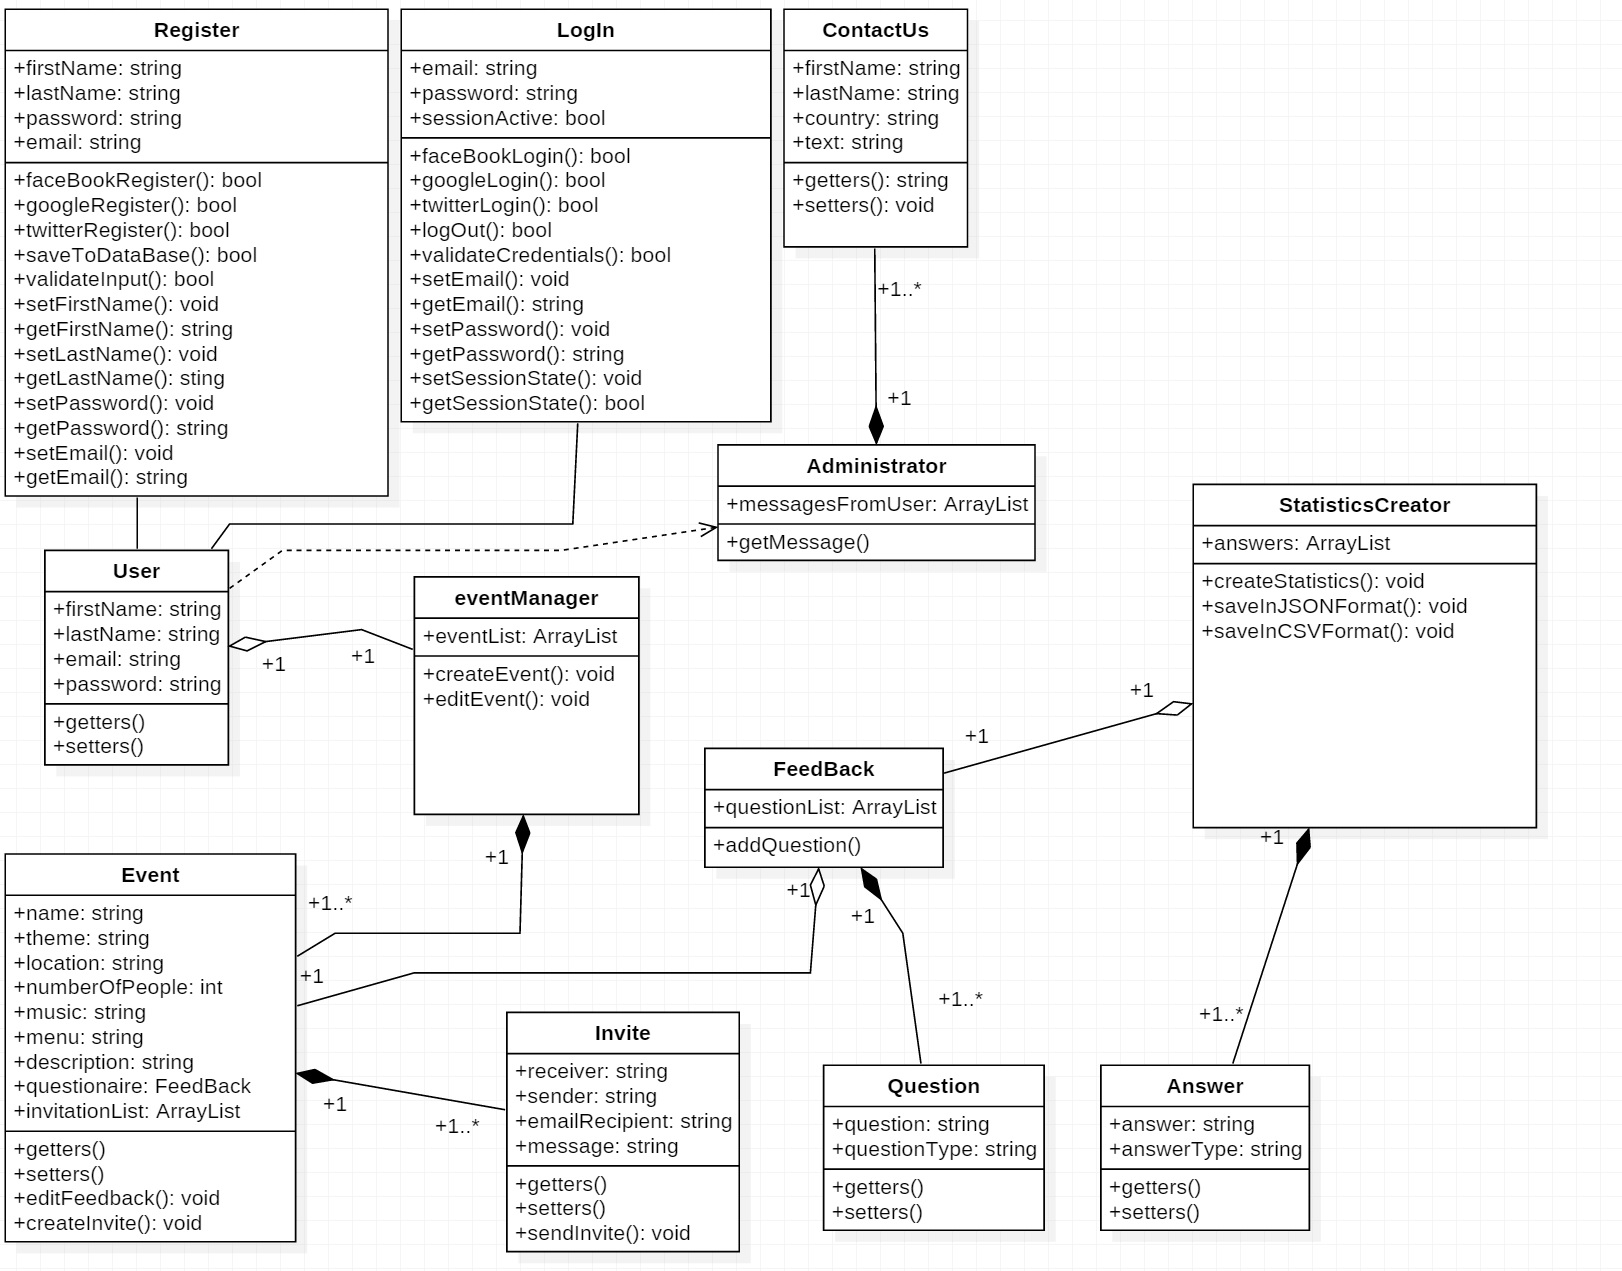 Register
+firstName: string
+lastName: string
+password: string
+email: string
+faceBookRegister(): bool
+googleRegister(): bool
+twitterRegister(): bool
+saveToDataBase(): bool
+validateInput(): bool
+setFirstName(): void
+getFirstName(): string
+setLastName(): void
+getLastName(): sting
+setPassword(): void
+getPassword(): string
+setEmail(): void
+getEmail(): string
LogIn
+email: string
+password: string
+sessionActive: bool
+faceBookLogin(): bool
+googleLogin(): bool
+twitterLogin(): bool
+logOut(): bool
+validateCredentials(): bool
+setEmail(): void
+getEmail(): string
+setPassword(): void
+getPassword(): string
+setSessionState(): void
+getSessionState(): bool
ContactUs
+firstName: string
+lastName: string
+country: string
+text: string
+getters(): string
+setters(): void
+1..*
+1
Administrator
+messagesFromUser: ArrayList
+getMessage()
StatisticsCreator
+answers: ArrayList
+createStatistics(): void
+saveInJSONFormat(): void
+saveInCSVFormat(): void
User
+firstName: string
+lastName: string
+email: string
+password: string
+getters()
+setters()
+1
+1
eventManager
+eventList: ArrayList
+createEvent(): void
+editEvent(): void
+1
+1
FeedBack
+questionList: ArrayList
+addQuestion()
+1
+1
+1
+1
+1..*
+1
Event
+name: string
+theme: string
+location: string
+numberOfPeople: int
+music: string
+menu: string
+description: string
+questionaire: FeedBack
+invitationList: ArrayList
+getters()
+setters()
+editFeedback(): void
+createInvite(): void
+1
+1..*
Invite
+receiver: string
+sender: string
+emailRecipient: string
+message: string
+getters()
+setters()
+sendInvite(): void
+1..*
Question
+question: string
+questionType: string
+getters()
+setters()
+1..*
Answer
+answer: string
+answerType: string
+getters()
+setters()